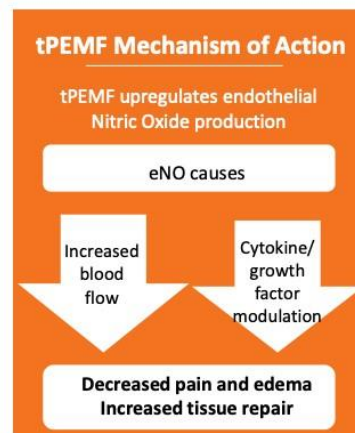 tPEMF Mechanism of Action
tPEMF upregulates endothelial
Nitric Oxide production
eNO causes
Increased
blood
flow
Cytokine/
growth
factor
modulation
Decreased pain and edema
Increased tissue repair